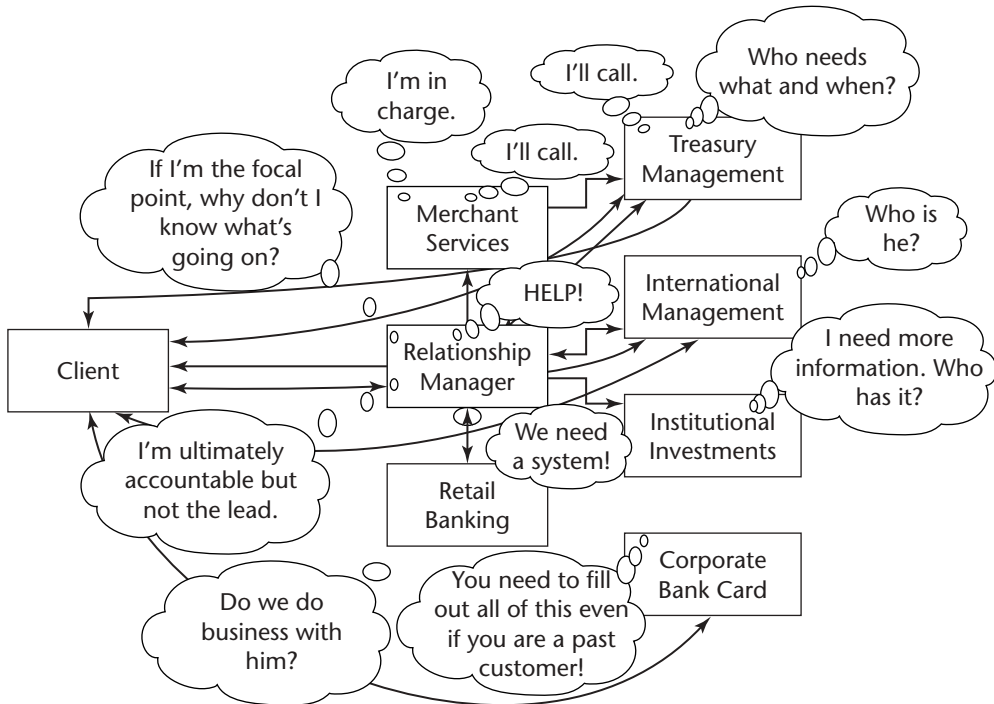 I'm in
charge.
I'll call.
Who needs
what and when?
I'll call.
Treasury
Management
If I'm the focal
point, why don't I
know what's
going on?
Merchant
Services
Who is
he?
HELP!
International
Management
Client
Relationship
Manager
I need more
information. Who
has it?
I'm ultimately
accountable but
not the lead.
We need
a system!
Institutional
Investments
Retail
Banking
Do we do
business with
him?
You need to fill
out all of this even
if you are a past
customer!
Corporate
Bank Card